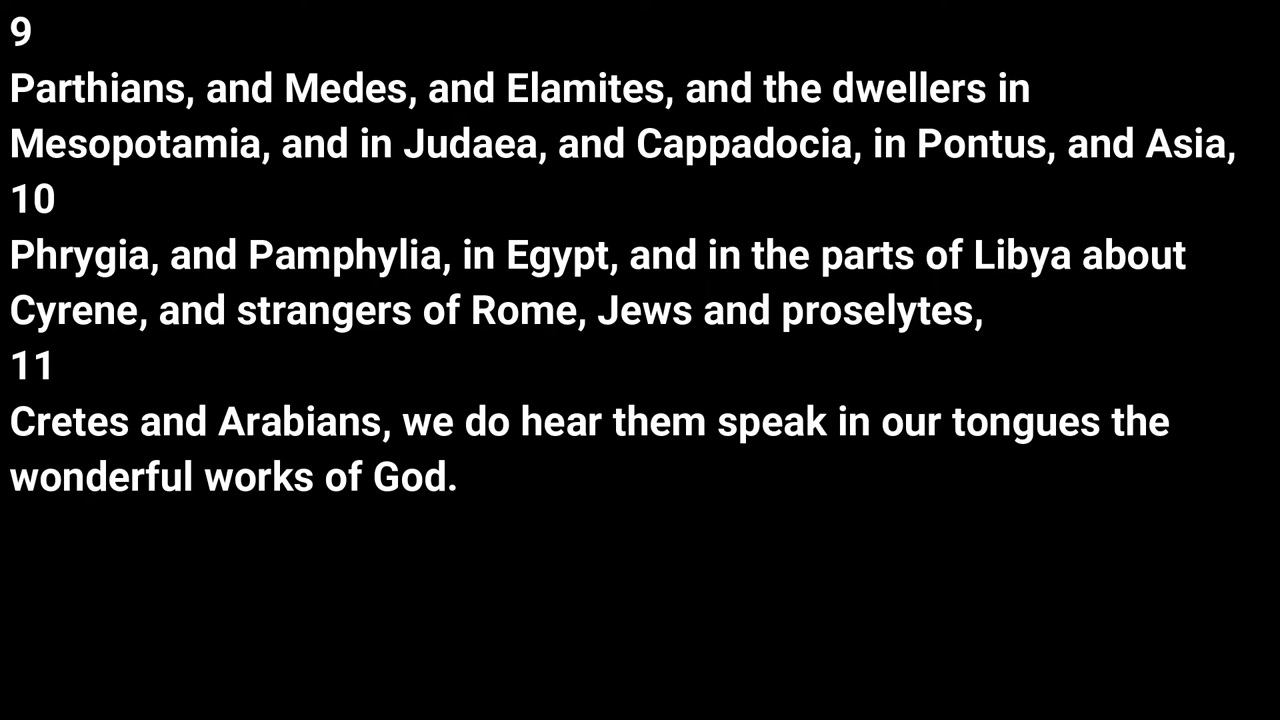 9
Parthians, and Medes, and Elamites, and the dwellers in
Mesopotamia, and in Judaea, and Cappadocia, in Pontus, and Asia,
10
Phrygia, and Pamphylia, in Egypt, and in the parts of Libya about
Cyrene, and strangers of Rome, Jews and proselytes,
11
Cretes and Arabians, we do hear them speak in our tongues the
wonderful works of God.